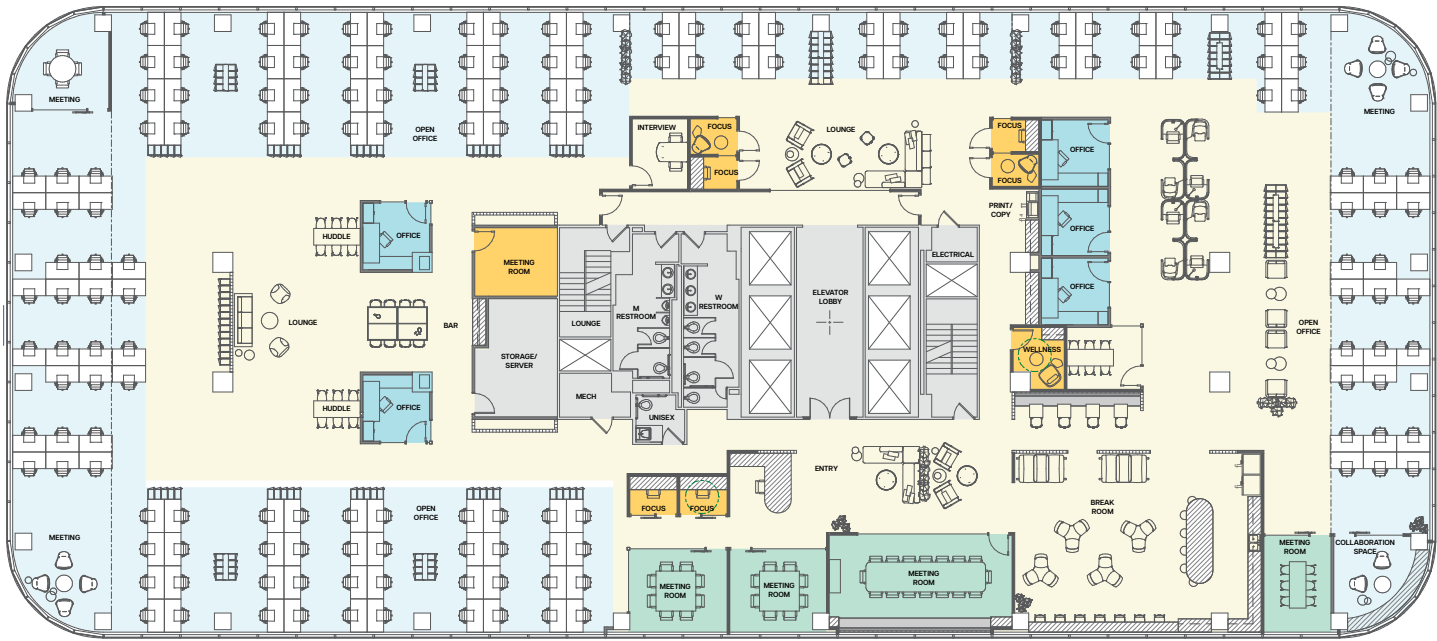 MEETING
OPEN
OFFICE
INTERVIEW
FOCUS
FOCUS
LOUNGE
FOCUS
FOCUS
OFFICE
MEETING
PRINT/
COPY
HUDDLE
OFFICE
OFFICE
MEETING
ROOM
ELECTRICAL
M
RESTROOM
W
RESTROOM
ELEVATOR
LOBBY
OFFICE
LOUNGE
BAR
LOUNGE
OPEN
OFFICE
STORAGE/
SERVER
WELLNESS
MECH
HUDDLE
OFFICE
UNISEX
ENTRY
OPEN
OFFICE
FOCUS
FOCUS
BREAK
ROOM
MEETING
MEETING
ROOM
COLLABORATION
SPACE
MEETING
ROOM
MEETING
ROOM
MEETING
ROOM